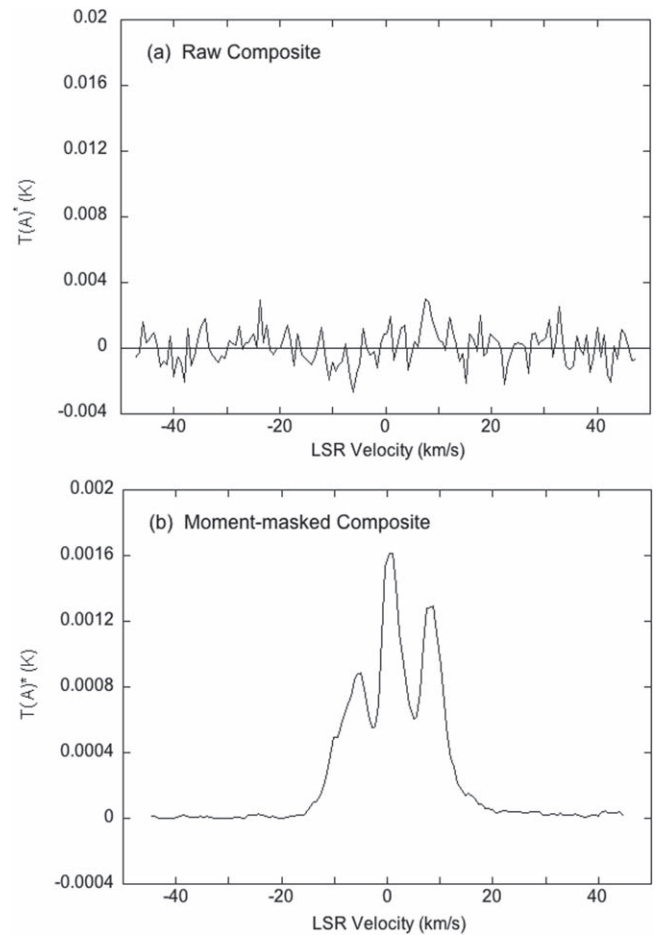 0.02
(a) Raw Composite
0.016
0.012
T(A)* (K)
0.008
0.004
0
-0.004
-40 -20 0 20 40
LSR Velocity (km/s)
0.002
(b) Moment-masked Composite
0.0016
0.0012
T(A)* (K)
0.0008
0.0004
0
-0.0004
-40 -20 0 20 40
LSR Velocity (km/s)